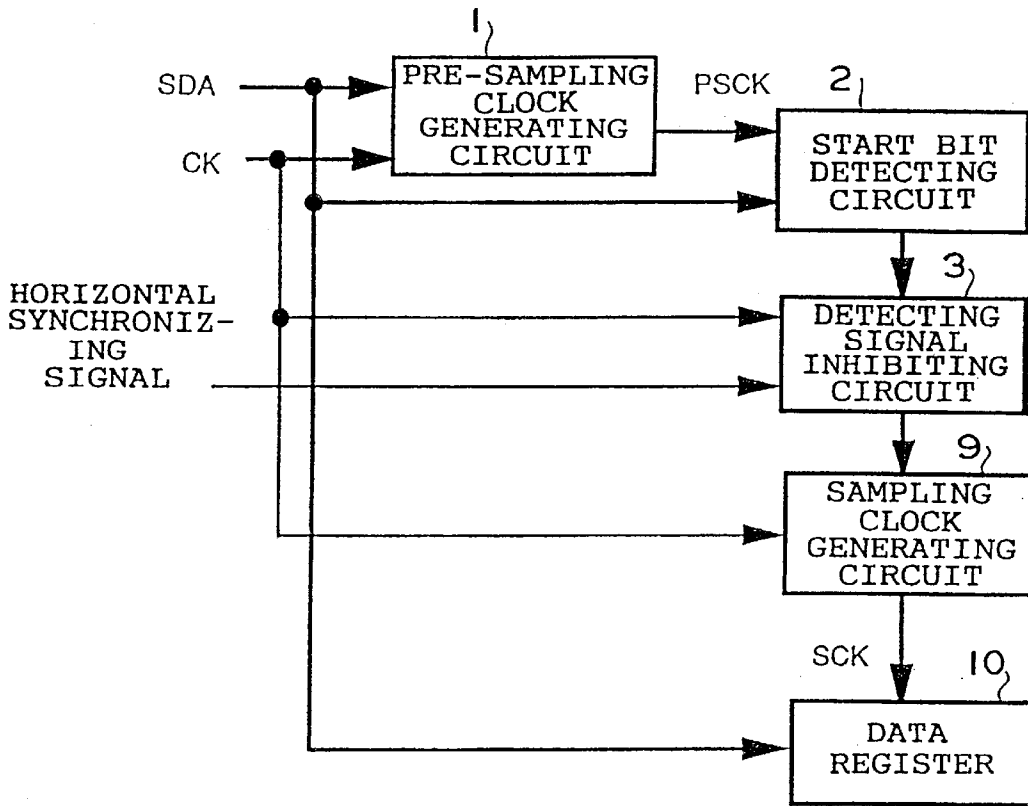 1
SDA
PRE-SAMPLING
CLOCK
GENERATING
CIRCUIT
PSCK
2
CK
START BIT
DETECTING
CIRCUIT
3
HORIZONTAL
SYNCHRONIZ-
ING
SIGNAL
DETECTING
SIGNAL
INHIBITING
CIRCUIT
9
SAMPLING
CLOCK
GENERATING
CIRCUIT
SCK
10
DATA
REGISTER